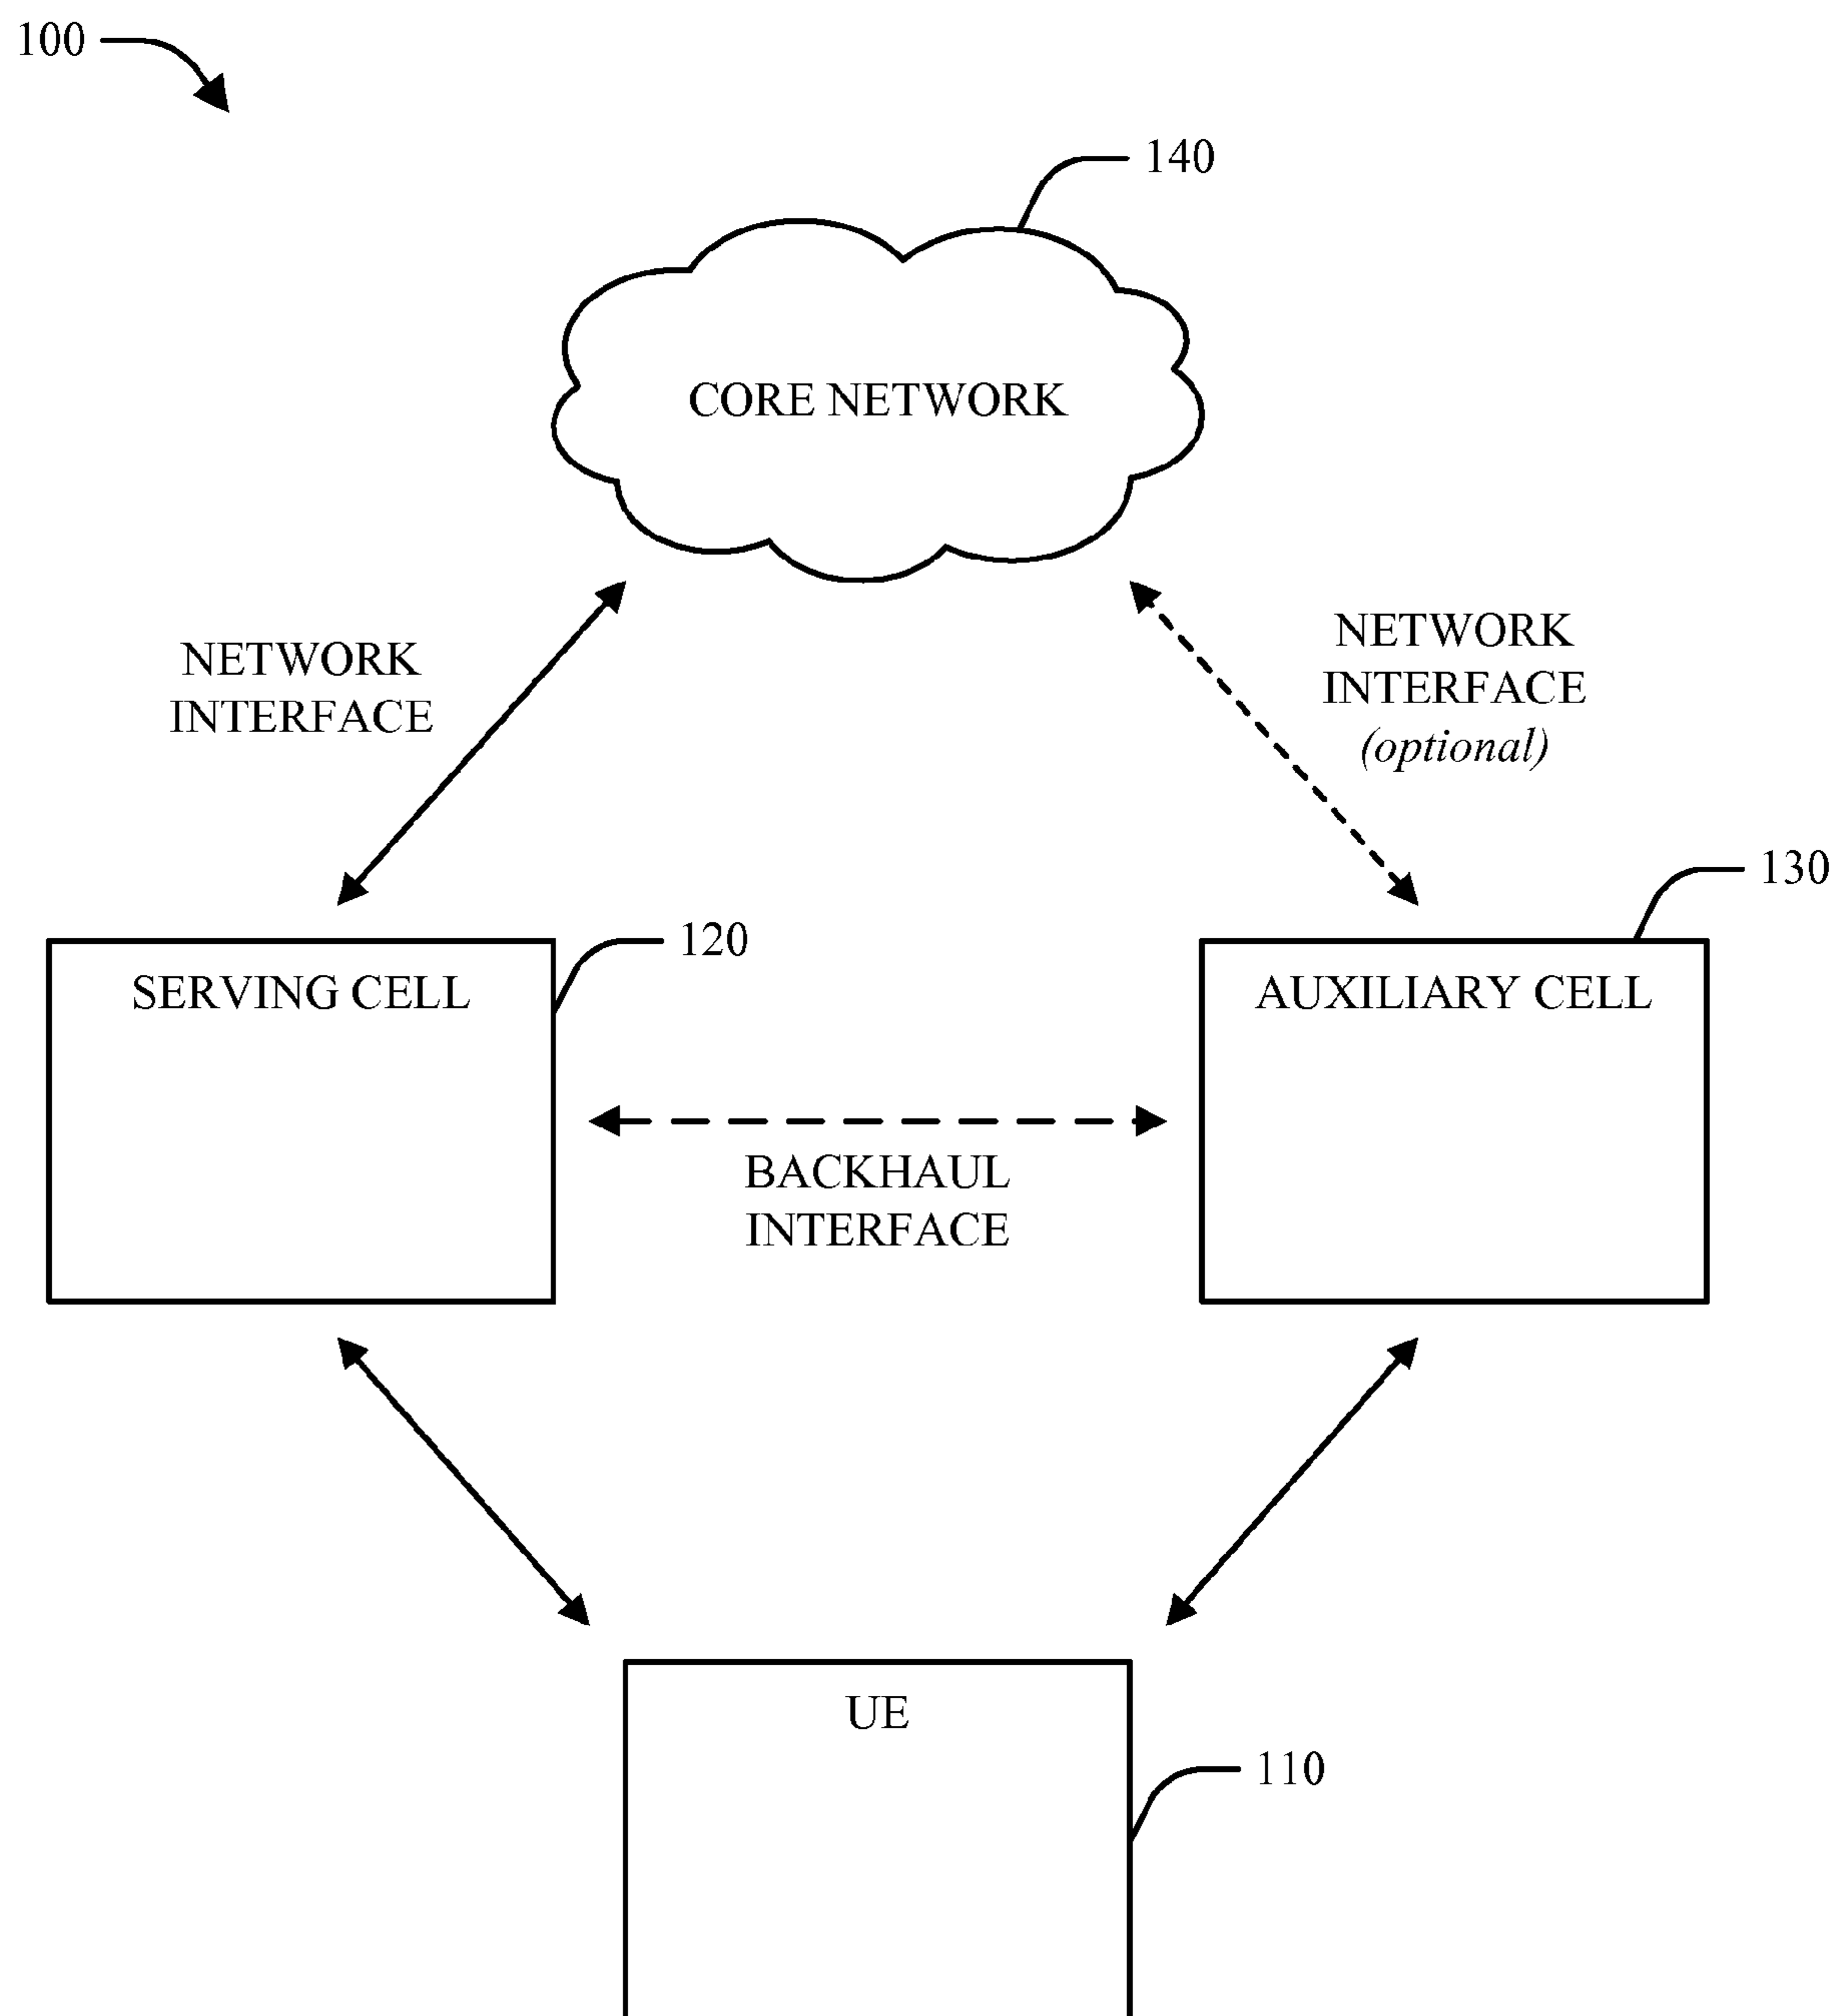 100
140
CORE NETWORK
NETWORK
INTERFACE
NETWORK
INTERFACE
(optional)
130
120
SERVING CELL
AUXILIARY CELL
BACKHAUL
INTERFACE
UE
110